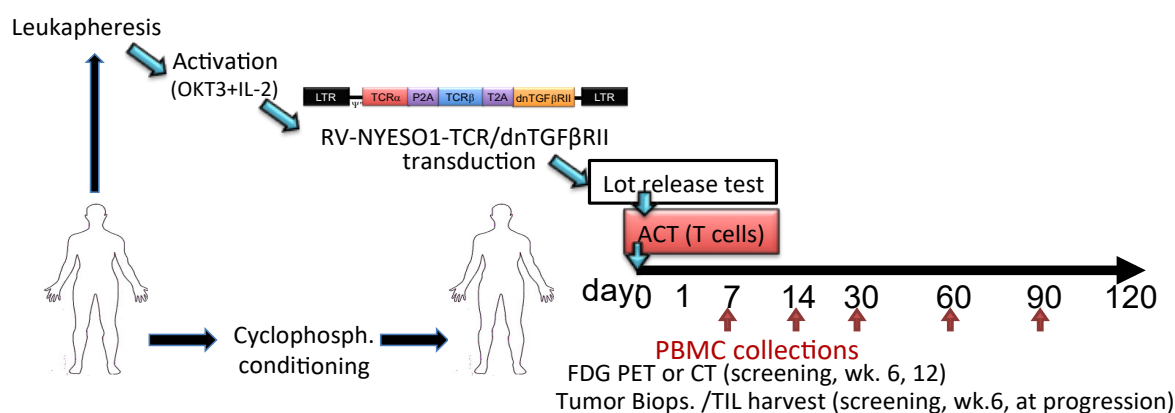 Leukapheresis
Activation
(OKT3+IL-2)
LTR Ψ+ TCRα P2A TCRβ T2A dnTGFβRII LTR
RV-NYESO1-TCR/dnTGFβRII
transduction
Lot release test
ACT (T cells)
day: 0 1 7 14 30 60 90 120
Cyclophosph.
conditioning
PBMC collections
FDG PET or CT (screening, wk. 6, 12)
Tumor Biops. /TIL harvest (screening, wk.6, at progression)